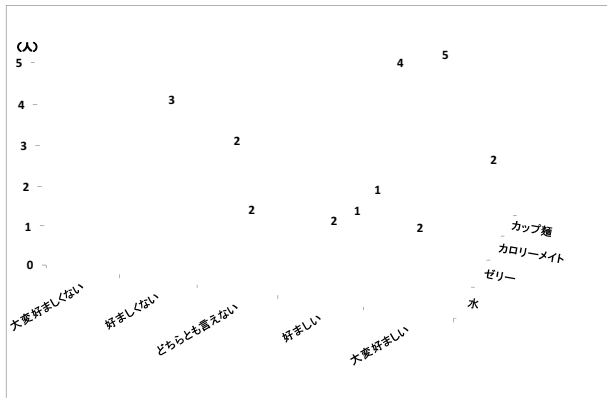 （人）
5
4
3
2
1
0
3
2
2
4
5
2
1
1
2
2
大変好ましくない
好ましくない
どちらとも言えない
好ましい
大変好ましい
カップ麺
カロリーメイト
ゼリー
水